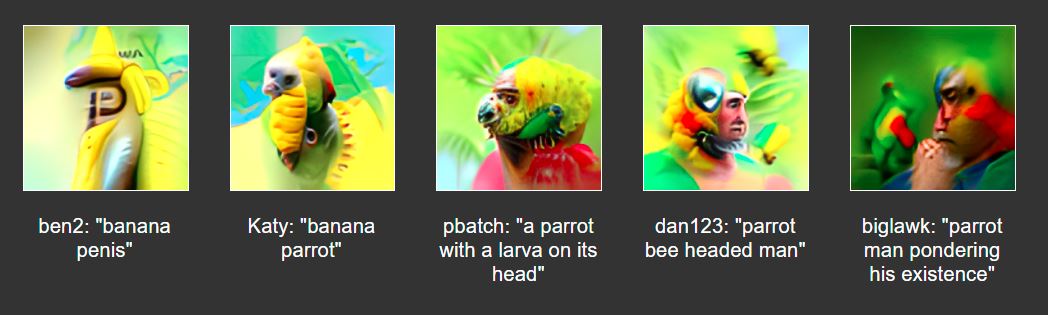 WA
P
ben2: "banana
penis"
Katy: "banana
parrot"
pbatch: "a parrot
with a larva on its
head"
dan123: "parrot
bee headed man"
biglawk: "parrot
man pondering
his existence"